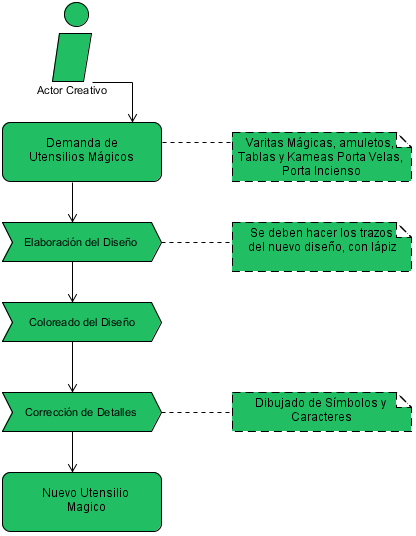 Actor Creativo
Demanda de
Utensilios Mágicos
Varitas Mágicas, amuletos,
Tablas y Kameas Porta Velas,
Porta Incienso
Elaboración del Diseño
Se deben hacer los trazos
del nuevo diseño, con lápiz
Coloreado del Diseño
Corrección de Detalles
Dibujado de Símbolos y
Caracteres
Nuevo Utensilio
Magico